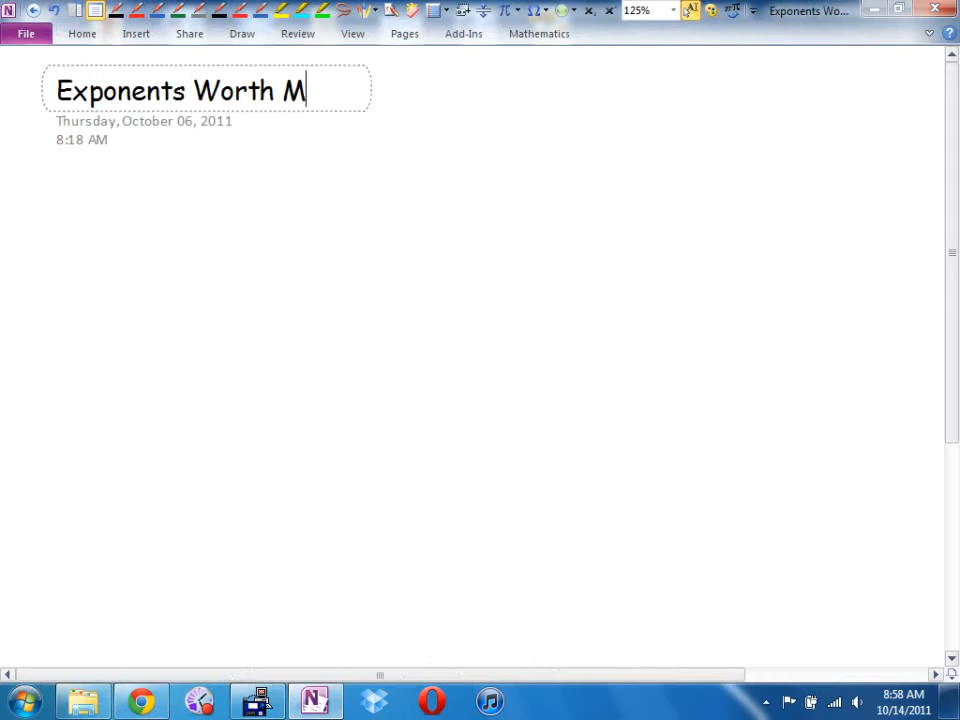 125% Exponents Wo...
File Home Insert Share Draw Review View Pages Add-Ins Mathematics
Exponents Worth M
Thursday, October 06, 2011
8:18 AM
8:58 AM
10/14/2011